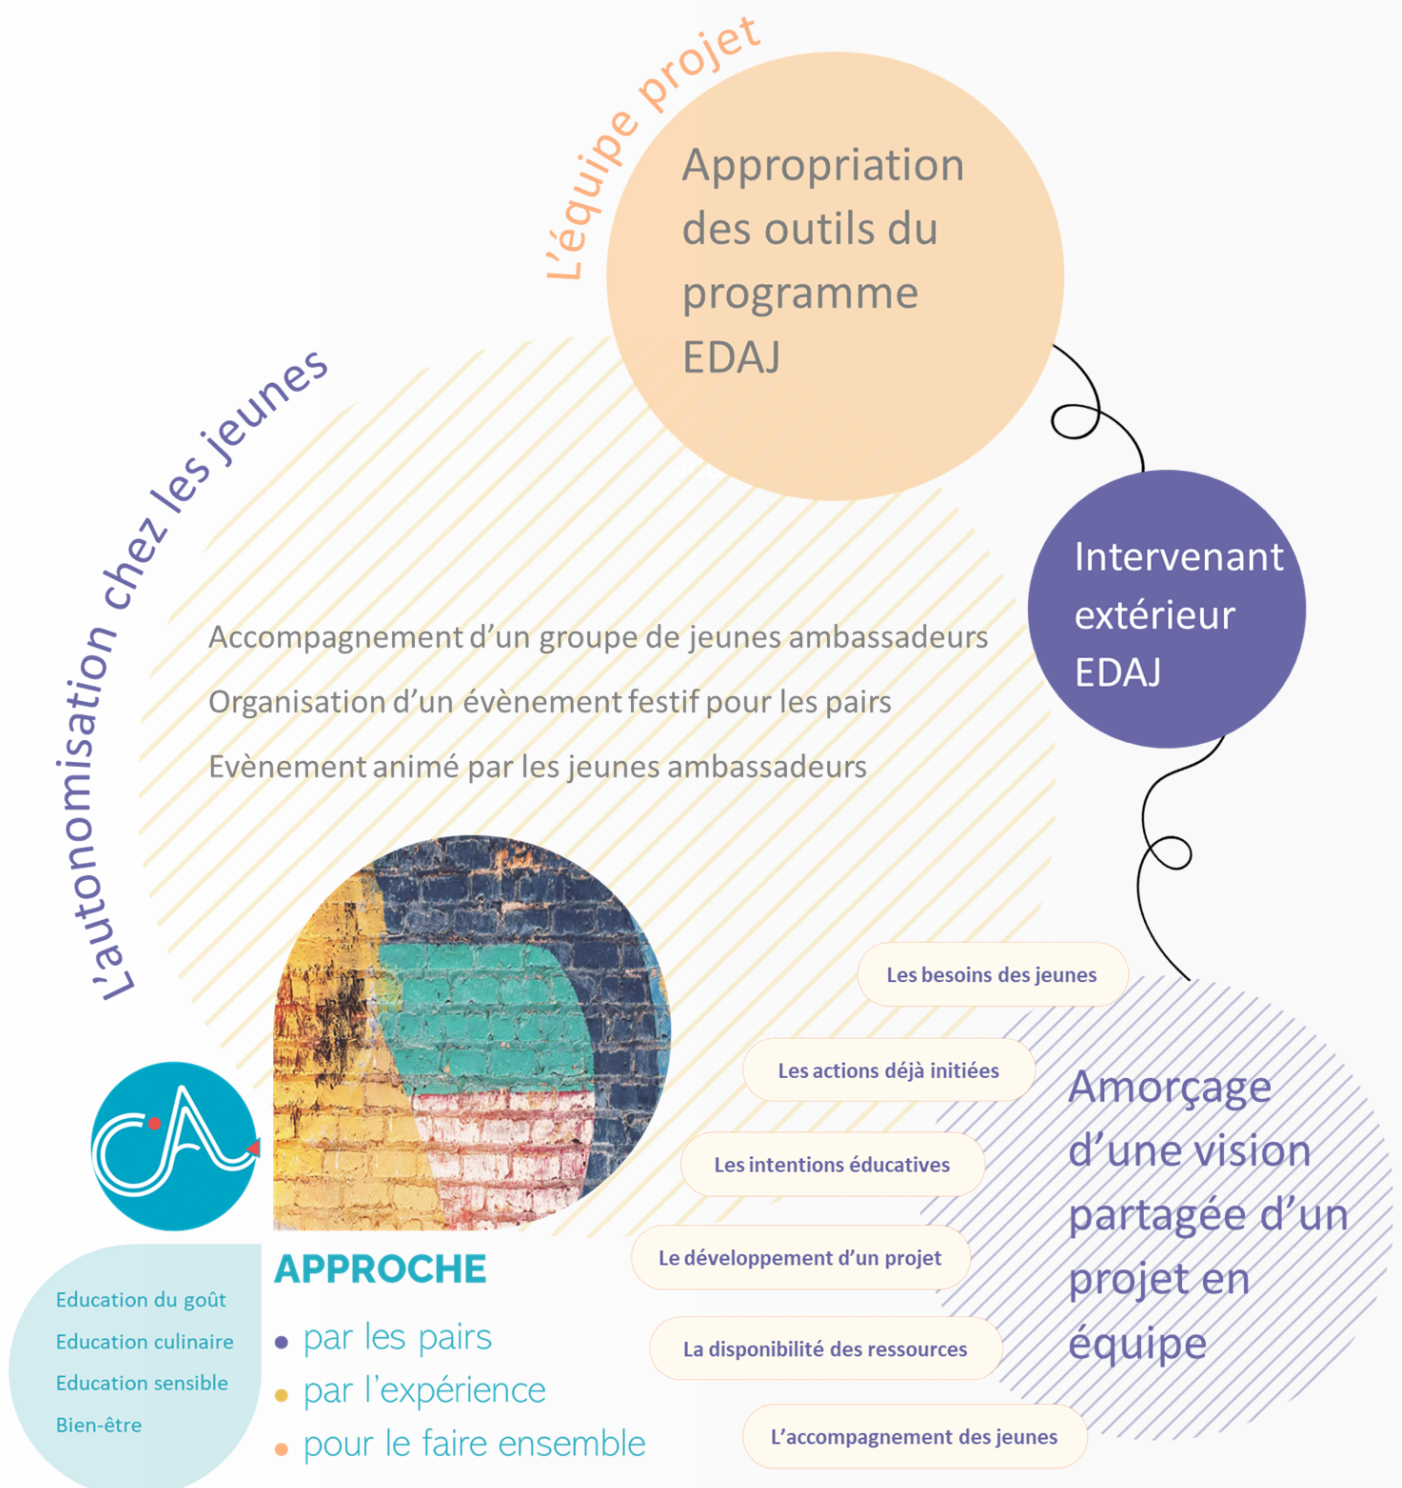 L'équipe projet
Appropriation
des outils du
programme
EDAJ
Intervenant
extérieur
EDAJ
L'autonomisation chez les jeunes
Accompagnement d'un groupe de jeunes ambassadeurs
Organisation d'un évènement festif pour les pairs
Evènement animé par les jeunes ambassadeurs
Les besoins des jeunes
Les actions déjà initiées
Les intentions éducatives
Le développement d'un projet
La disponibilité des ressources
L'accompagnement des jeunes
Amorçage
d'une vision
partagée d'un
projet en
équipe
CA
Education du goût
Education culinaire
Education sensible
Bien-être
APPROCHE
par les pairs
par l'expérience
pour le faire ensemble